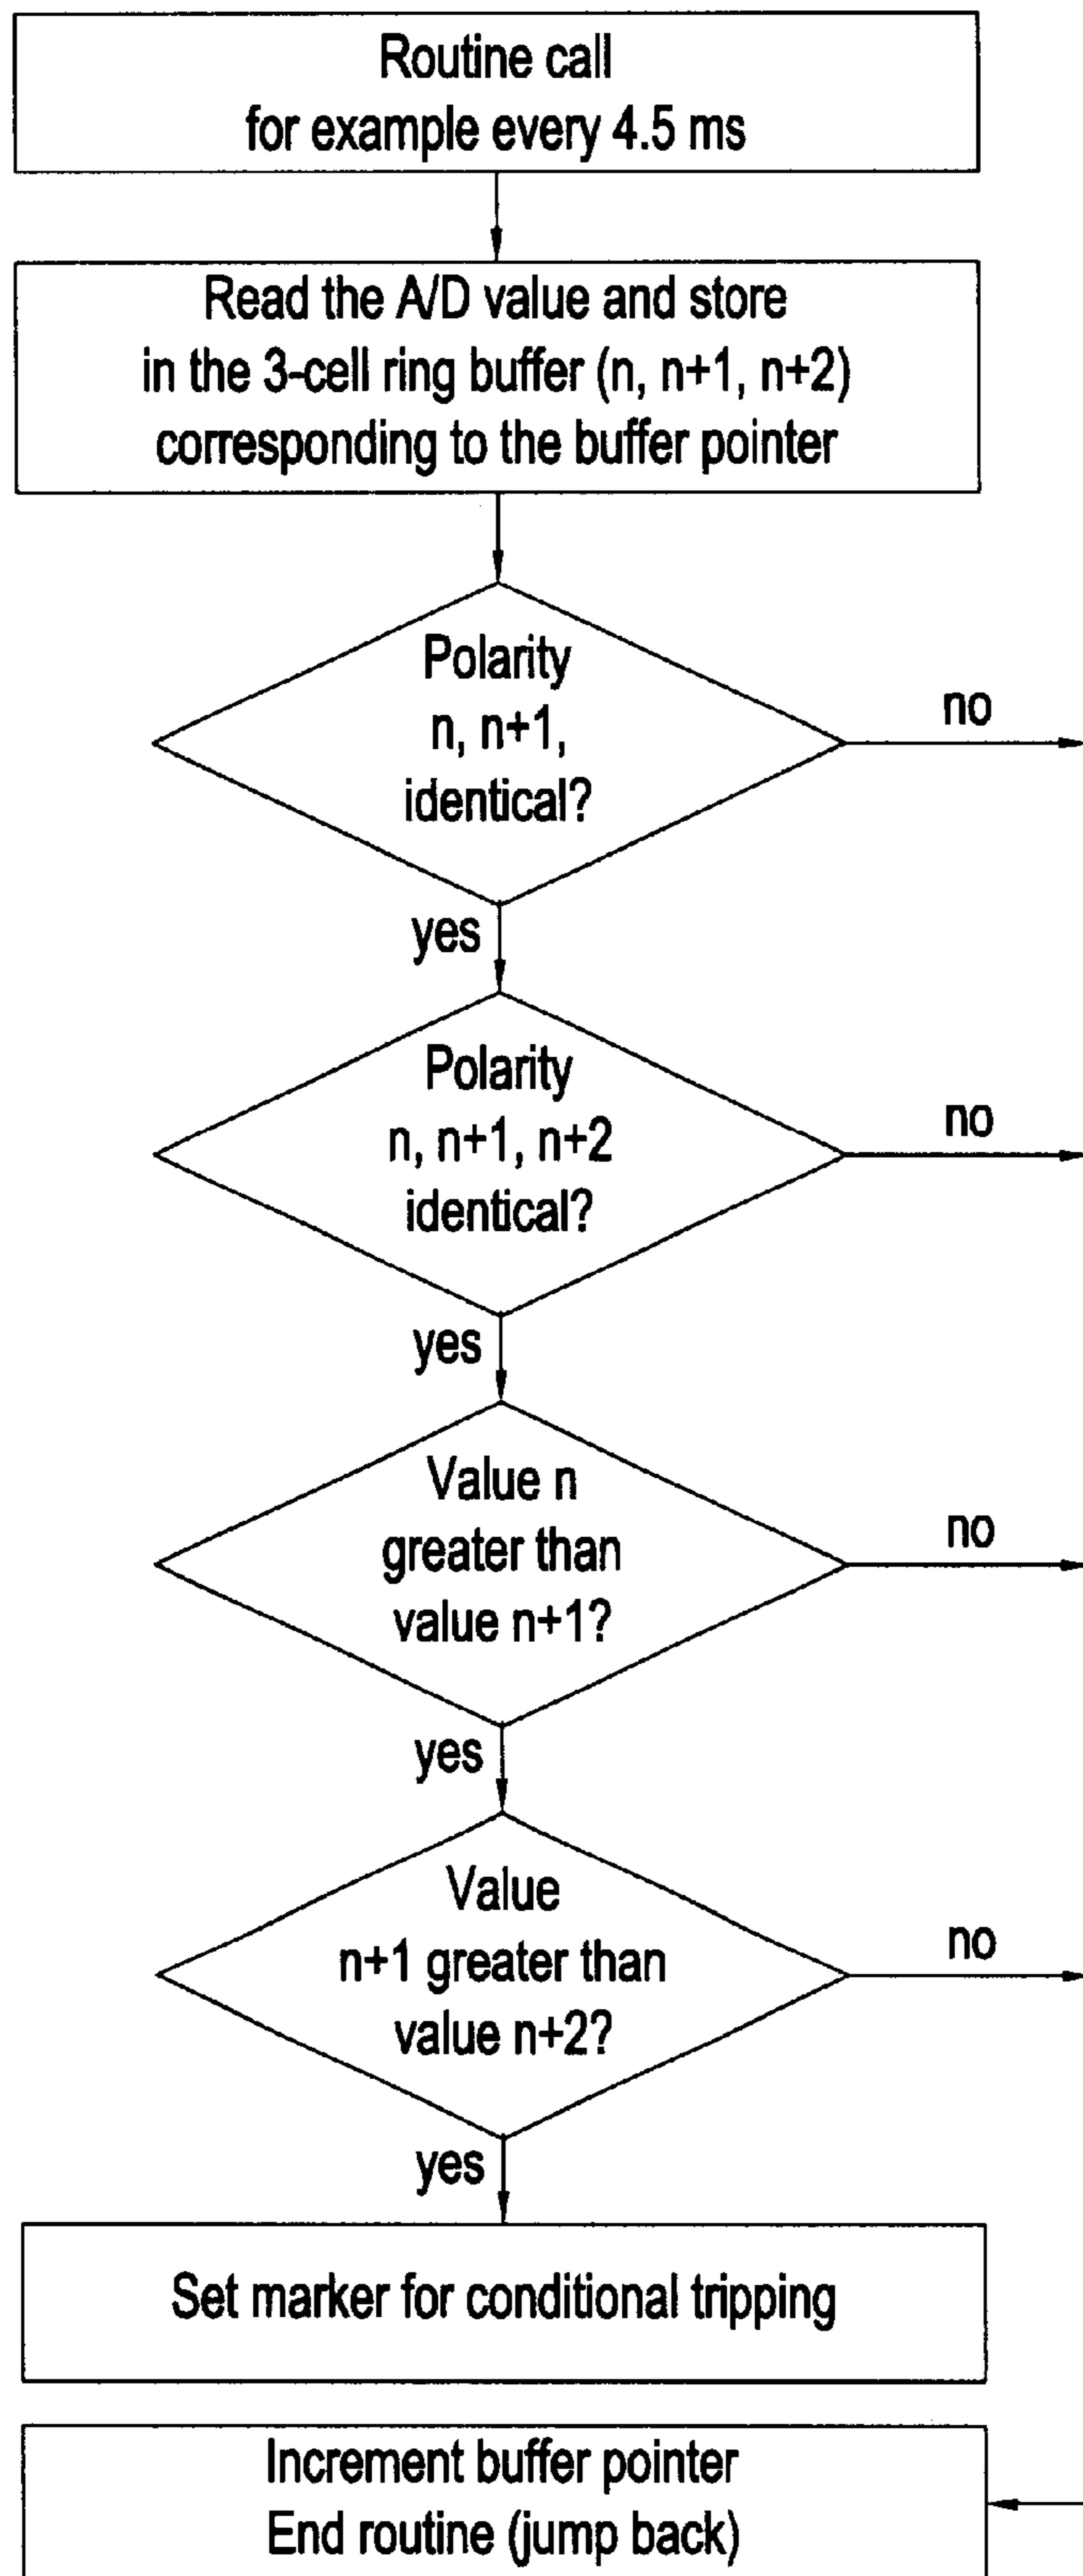 Routine call
for example every 4.5 ms
Read the A/D value and store
in the 3-cell ring buffer (n, n+1, n+2)
corresponding to the buffer pointer
Polarity
n, n+1,
identical?
no
yes
Polarity
n, n+1, n+2
identical?
no
yes
Value n
greater than
value n+1?
no
yes
Value
n+1 greater than
value n+2?
no
yes
Set marker for conditional tripping
Increment buffer pointer
End routine (jump back)